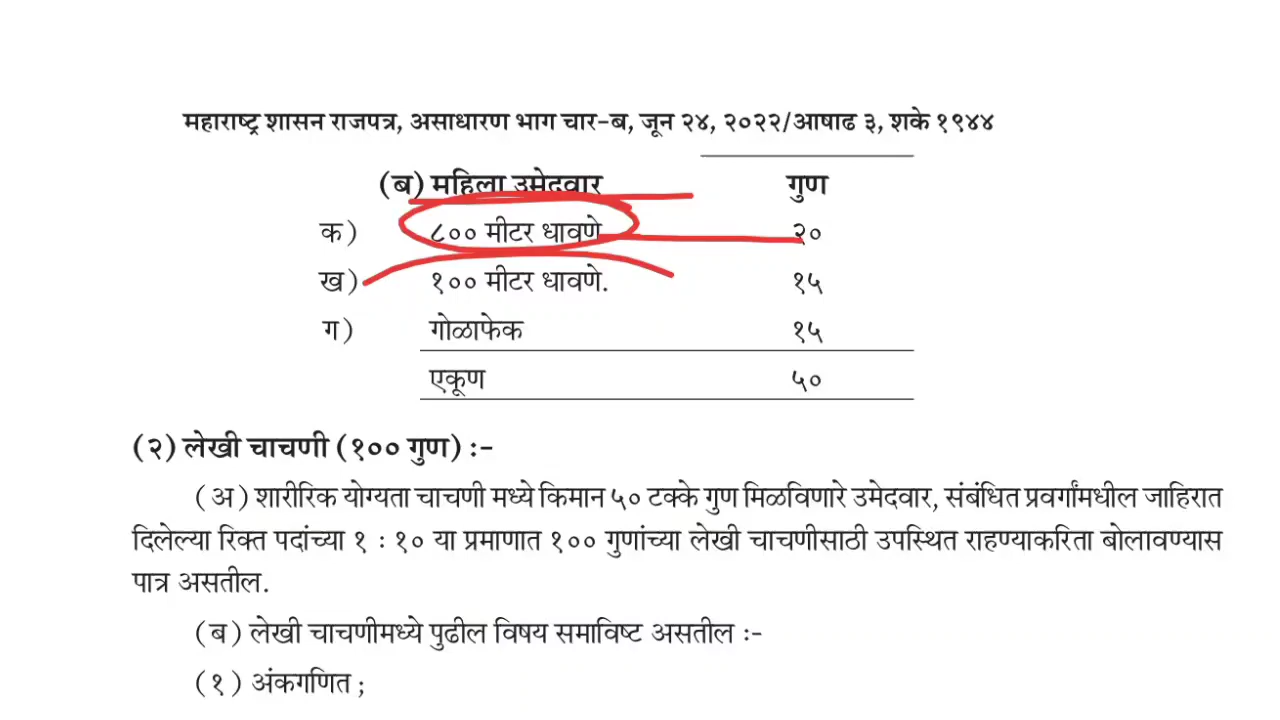 महाराष्ट्र शासन राजपत्र, असाधारण भाग चार-ब, जून २४, २०२२/आषाढ ३, शके १९४४
(ब) महिला उमेदवार गुण
क) ८०० मीटर धावणे २०
ख) १०० मीटर धावणे. १५
ग) गोळाफेक १५
एकूण ५०
(२) लेखी चाचणी (१०० गुण) :-
(अ) शारीरिक योग्यता चाचणी मध्ये किमान ५० टक्के गुण मिळविणारे उमेदवार, संबंधित प्रवर्गांमधील जाहिरात
दिलेल्या रिक्त पदांच्या १ : १० या प्रमाणात १०० गुणांच्या लेखी चाचणीसाठी उपस्थित राहण्याकरिता बोलावण्यास
पात्र असतील.
(ब) लेखी चाचणीमध्ये पुढील विषय समाविष्ट असतील :-
(१) अंकगणित ;